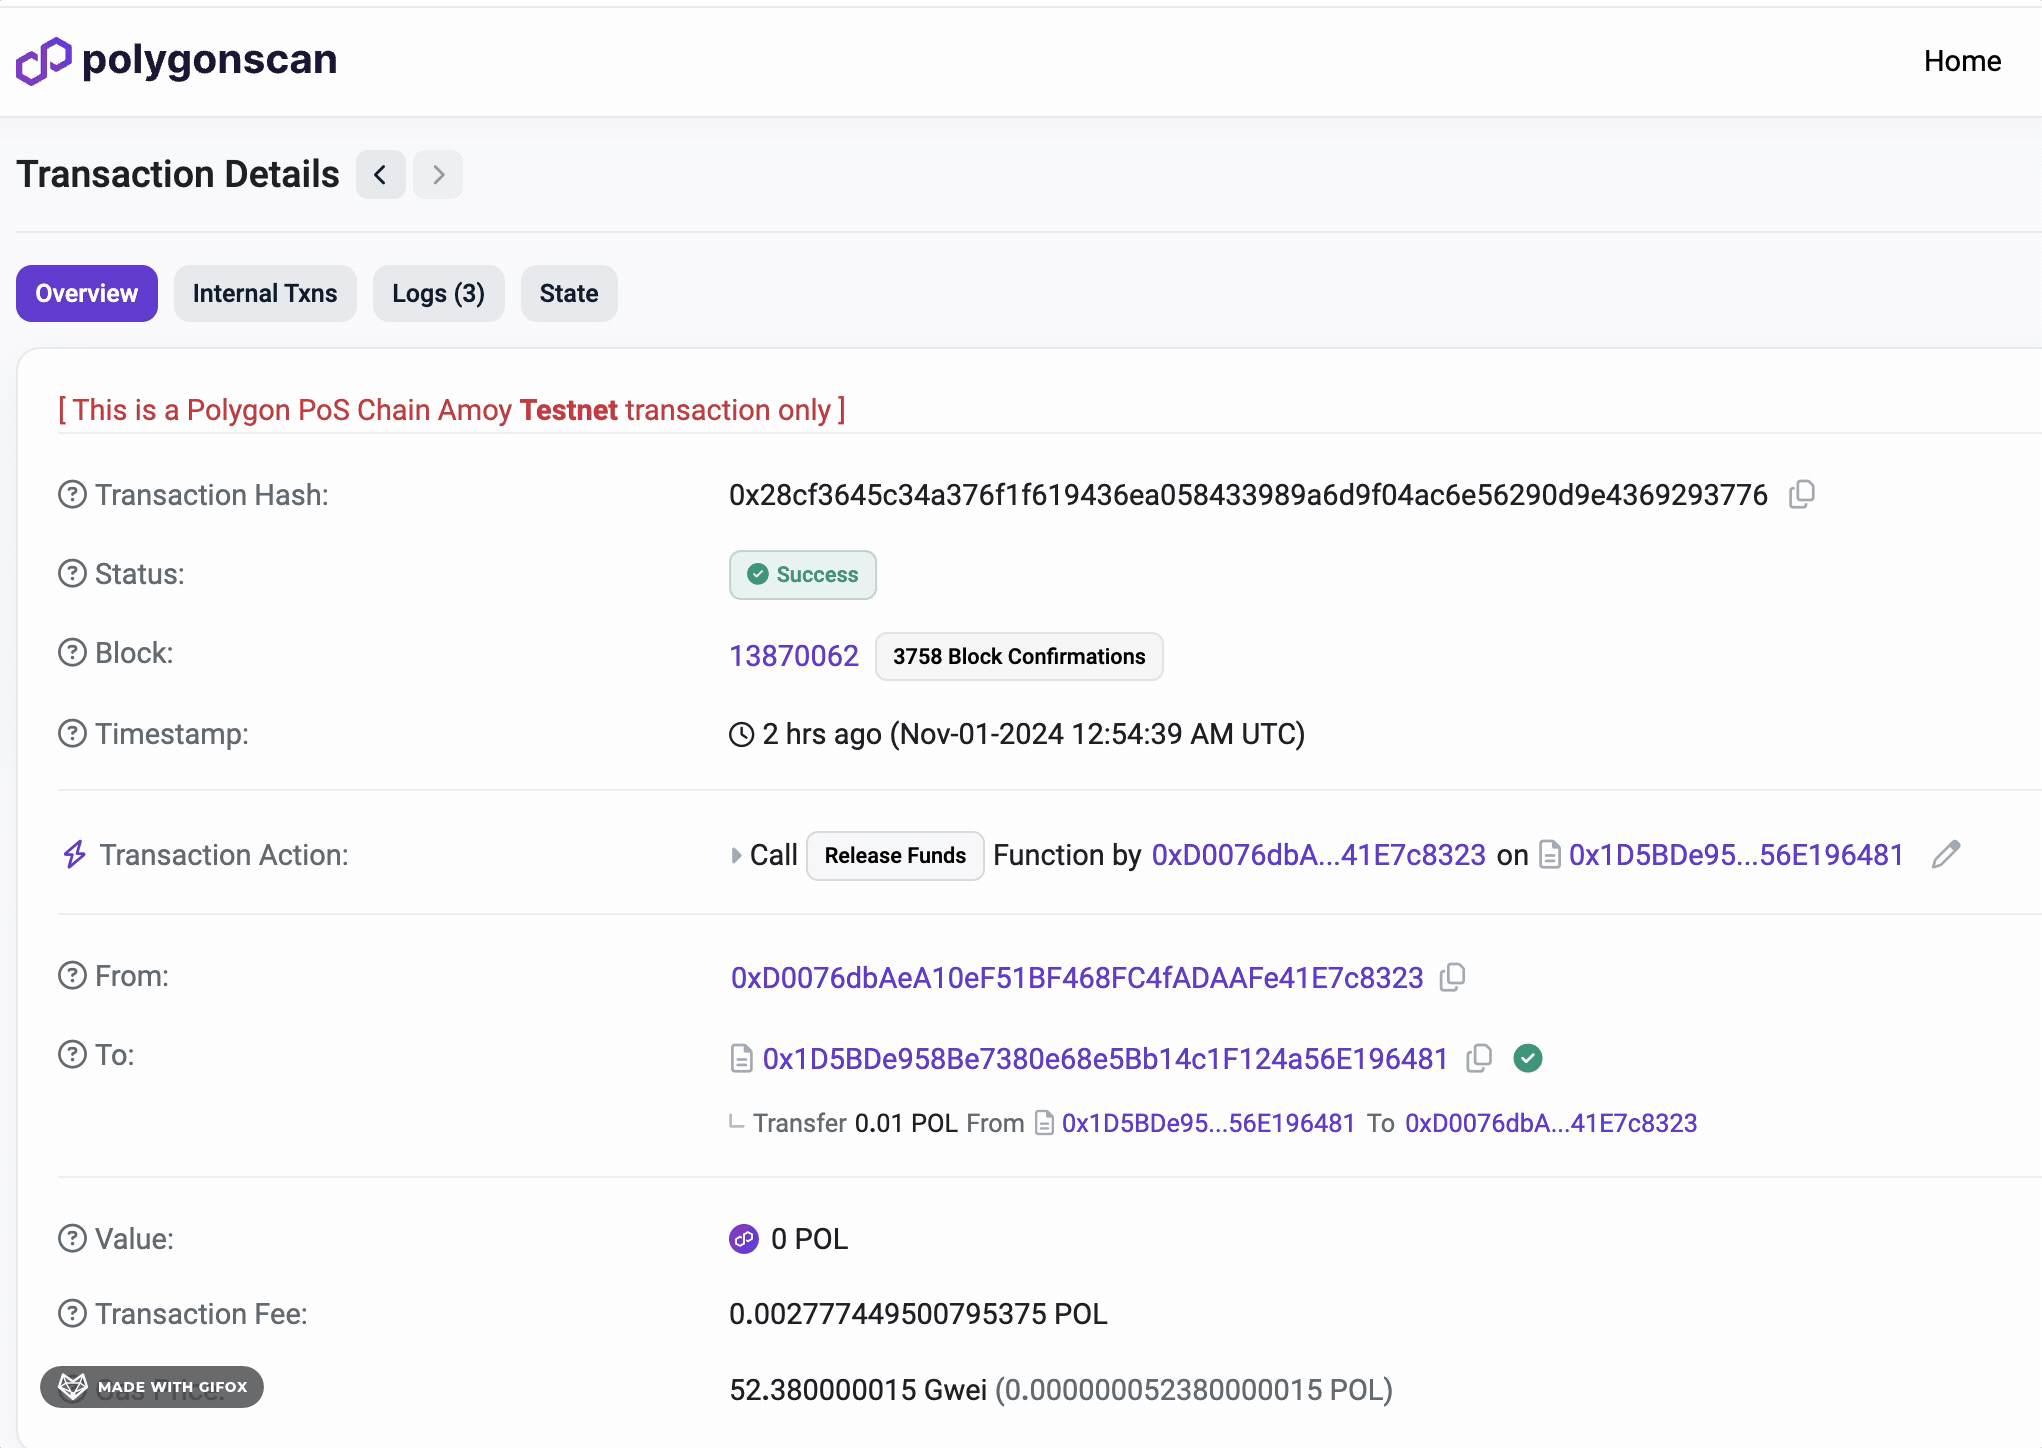 polygonscan
Home
Transaction Details
Overview
Internal Txns
Logs (3)
State
[ This is a Polygon PoS Chain Amoy Testnet transaction only ]
Transaction Hash:
0x28cf3645c34a376f1f619436ea058433989a6d9f04ac6e56290d9e4369293776
Status:
Success
Block:
13870062
3758 Block Confirmations
Timestamp:
2 hrs ago (Nov-01-2024 12:54:39 AM UTC)
Transaction Action:
Call Release Funds Function by 0xD0076dbA...41E7c8323 on 0x1D5BDe95...56E196481
From:
0xD0076dbAeA10eF51BF468FC4fADAAFe41E7c8323
To:
0x1D5BDe958Be7380e68e5Bb14c1F124a56E196481
Transfer 0.01 POL From 0x1D5BDe95...56E196481 To 0xD0076dbA...41E7c8323
Value:
0 POL
Transaction Fee:
0.002777449500795375 POL
Gas Price:
MADE WITH GIFOX
52.380000015 Gwei (0.000000052380000015 POL)